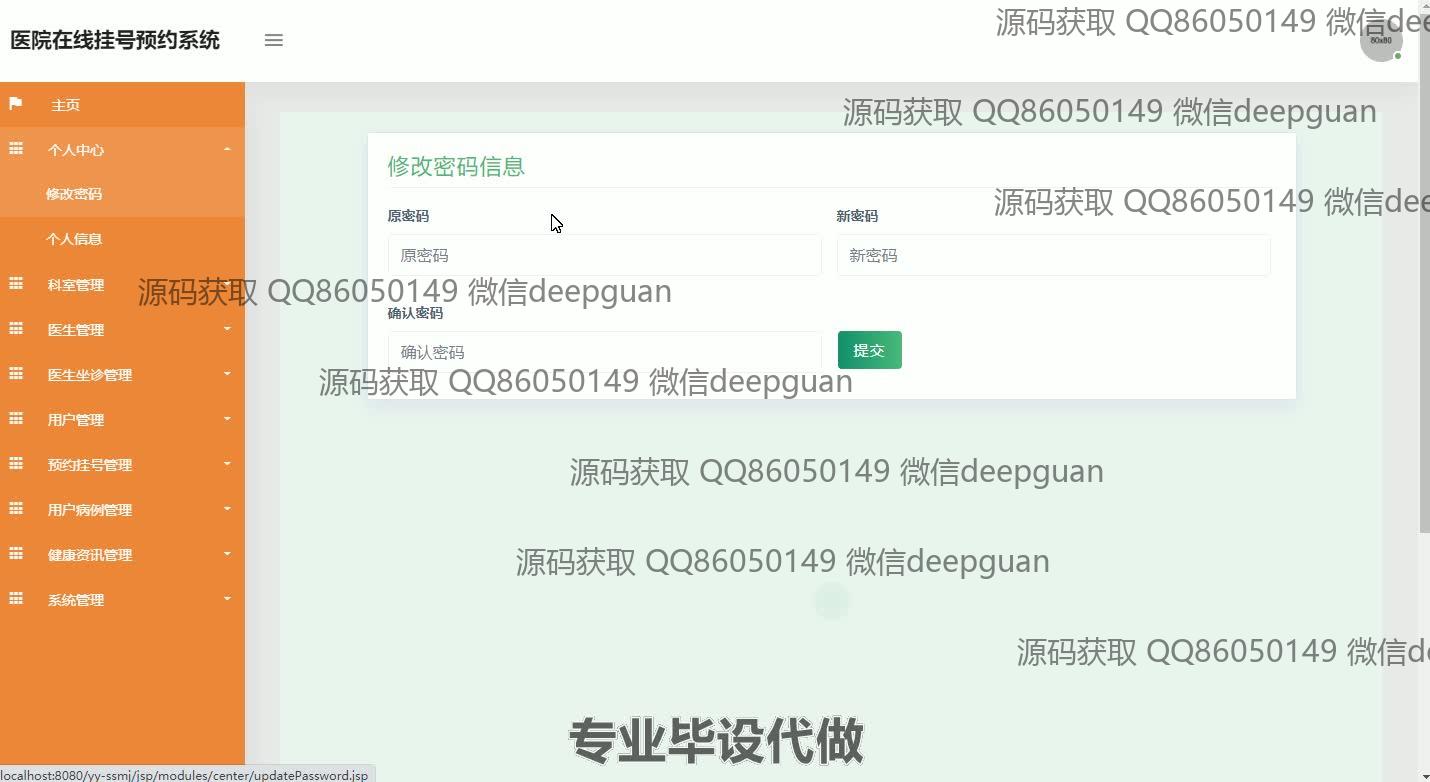 源码获取 QQ86050149 微信dee
医院在线挂号预约系统
80x80
源码获取 QQ86050149 微信deepguan
主页
个人中心
修改密码
个人信息
科室管理
医生管理
医生坐诊管理
用户管理
预约挂号管理
用户病例管理
健康资讯管理
系统管理
修改密码信息
源码获取 QQ86050149 微信dee
原密码
新密码
原密码
新密码
源码获取 QQ86050149 微信deepguan
确认密码
确认密码
提交
源码获取 QQ86050149 微信deepguan
源码获取 QQ86050149 微信deepguan
源码获取 QQ86050149 微信deepguan
源码获取 QQ86050149 微信d
专业毕设代做
localhost:8080/yy-ssmj/jsp/modules/center/updatePassword.jsp